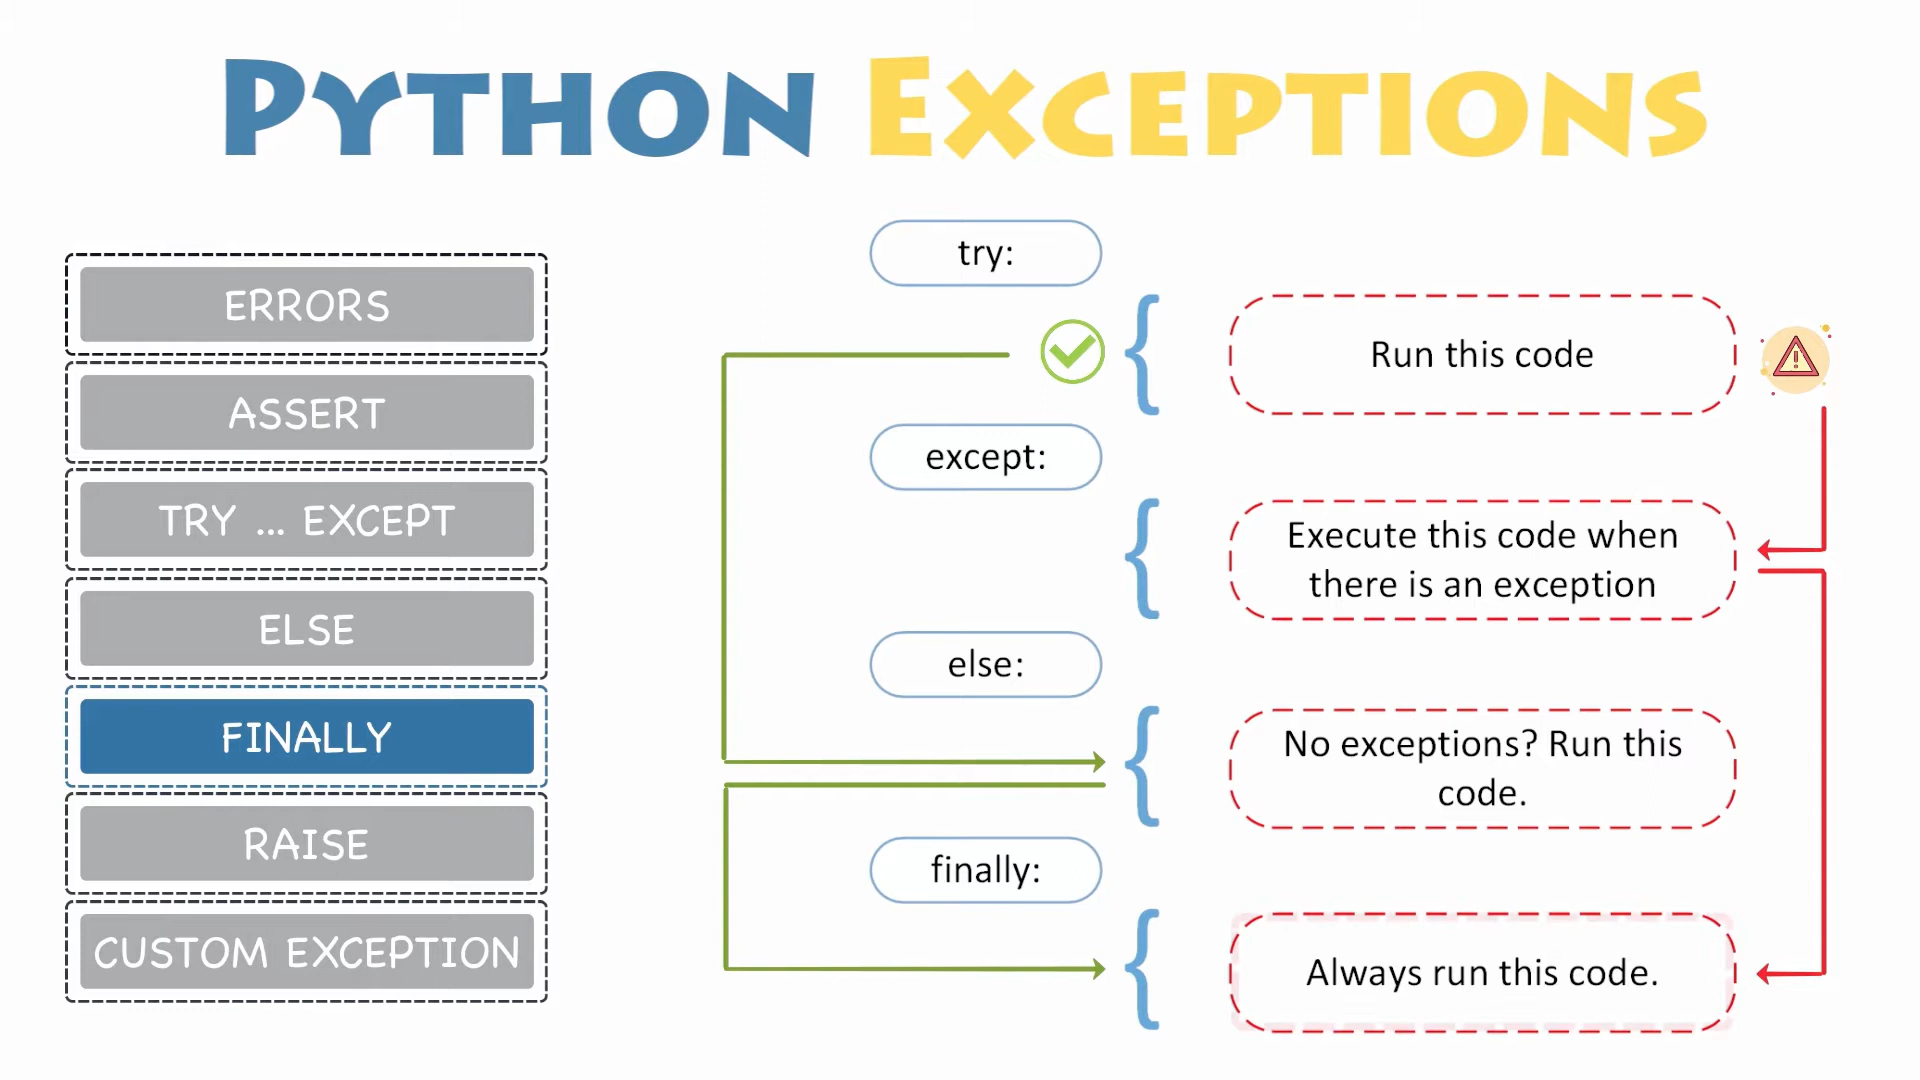 PYTHON EXCEPTIONS
ERRORS
ASSERT
TRY ... EXCEPT
ELSE
FINALLY
RAISE
CUSTOM EXCEPTION
try:
Run this code
except:
Execute this code when
there is an exception
else:
No exceptions? Run this
code.
finally:
Always run this code.